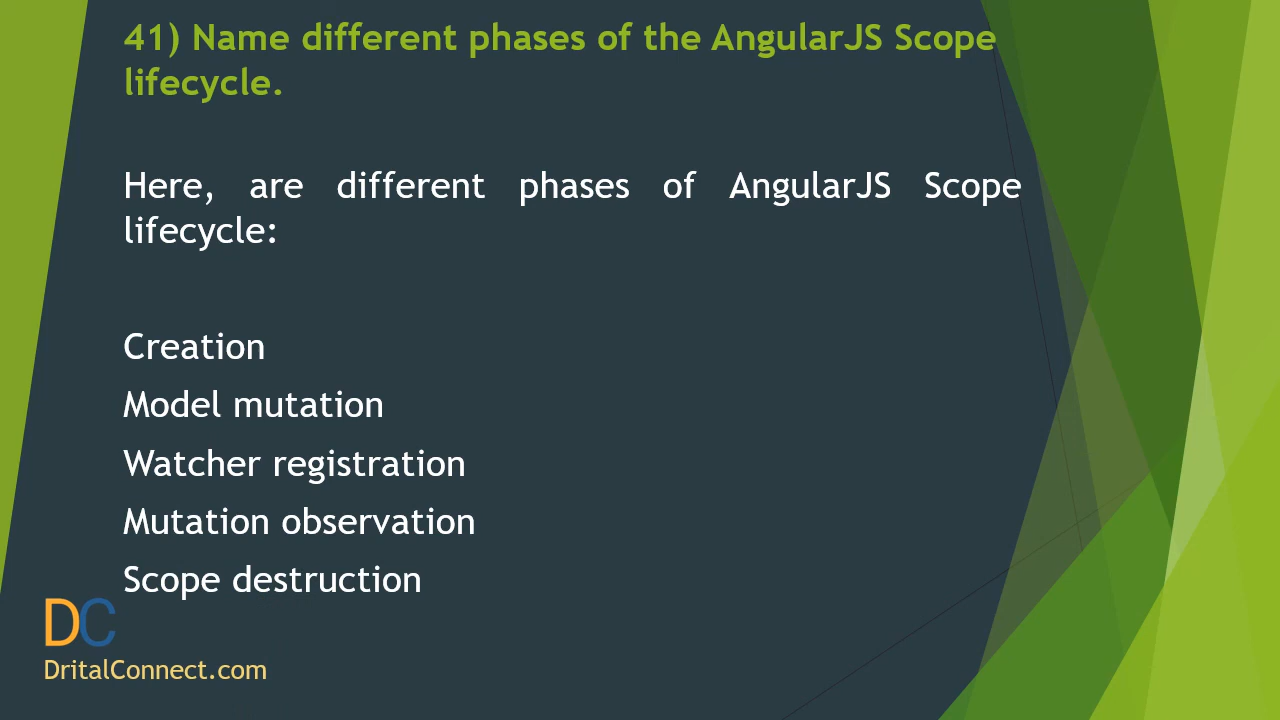 41) Name different phases of the AngularJS Scope
lifecycle.
Here, are different phases of AngularJS Scope
lifecycle:
Creation
Model mutation
Watcher registration
Mutation observation
Scope destruction
DC
DritalConnect.com